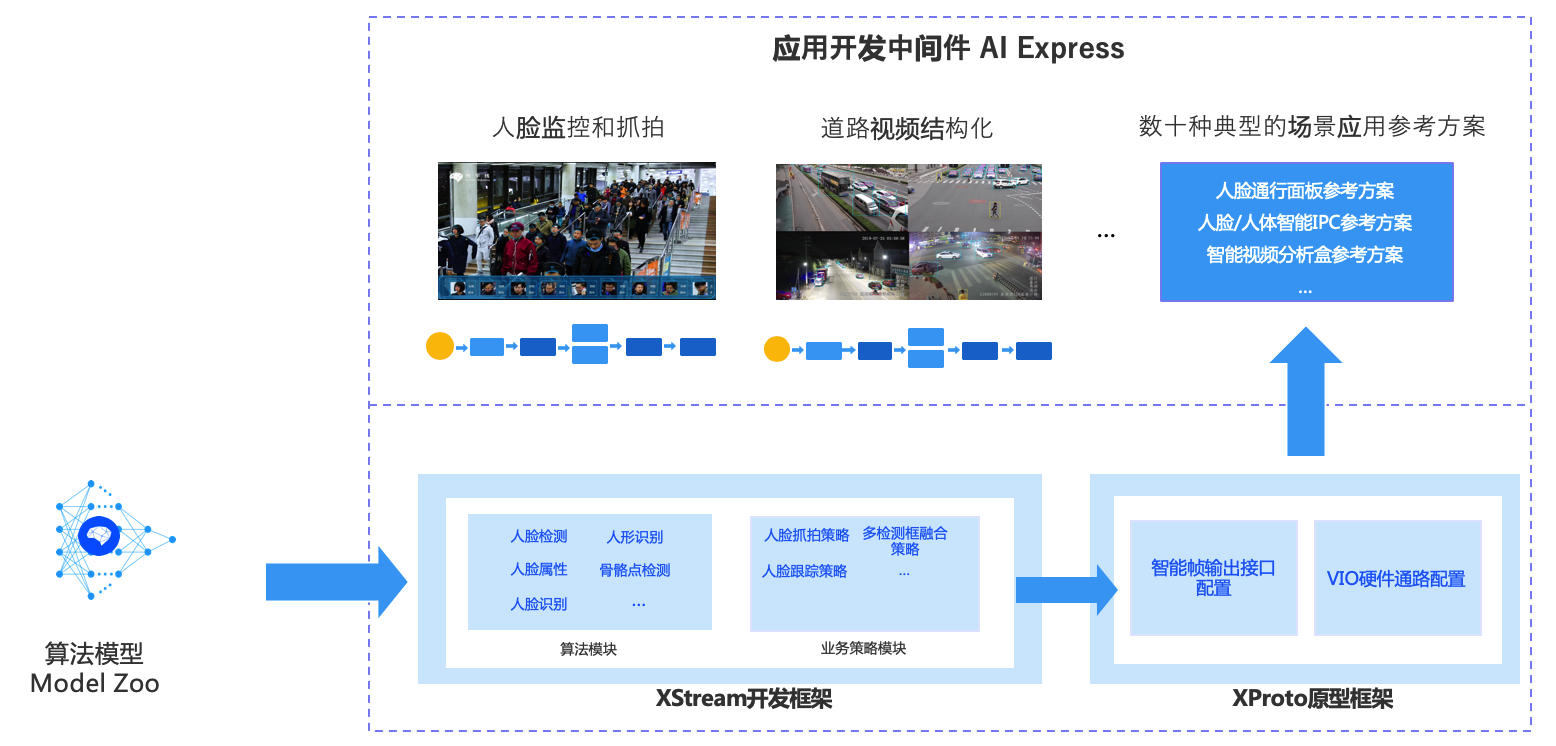 应用开发中间件 AI Express
人脸监控和抓拍
道路视频结构化
数十种典型的场景应用参考方案
人脸通行面板参考方案
人脸/人体智能IPC参考方案
智能视频分析盒参考方案
...
...
人脸检测
人形识别
人脸属性
骨骼点检测
人脸识别
...
算法模块
人脸抓拍策略
多检测框融合
策略
人脸跟踪策略
...
业务策略模块
XStream开发框架
智能帧输出接口
配置
VIO硬件通路配置
XProto原型框架
算法模型
Model Zoo